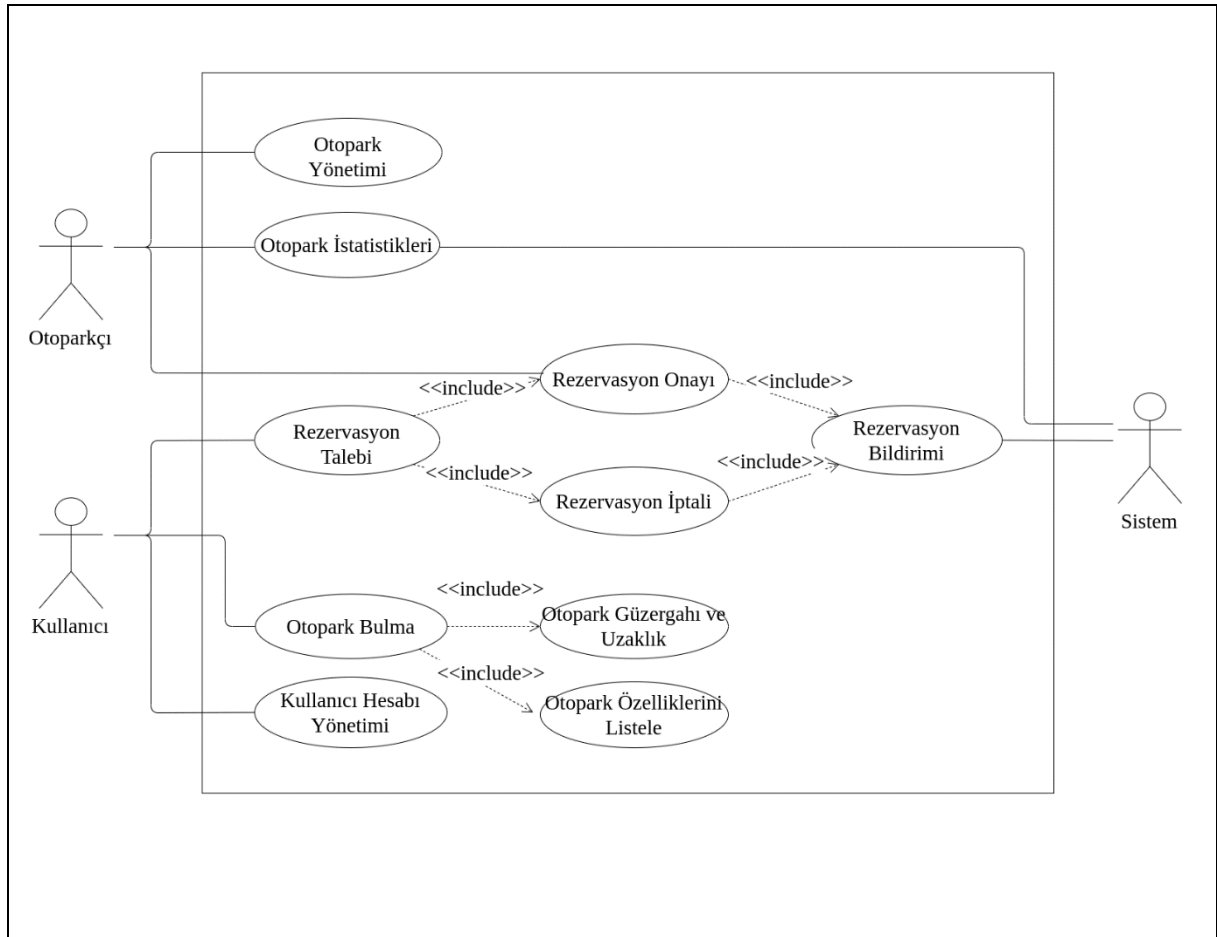 Otopark
Yönetimi
Otopark İstatistikleri
Otoparkçı
Rezervasyon Onayı
<<include>>
<<include>>
Rezervasyon
Talebi
Rezervasyon
Bildirimi
<<include>>
<<include>>
Rezervasyon İptali
Sistem
Kullanıcı
<<include>>
Otopark Bulma
Otopark Güzergahı ve
Uzaklık
<<include>>
Kullanıcı Hesabı
Yönetimi
Otopark Özelliklerini
Listele